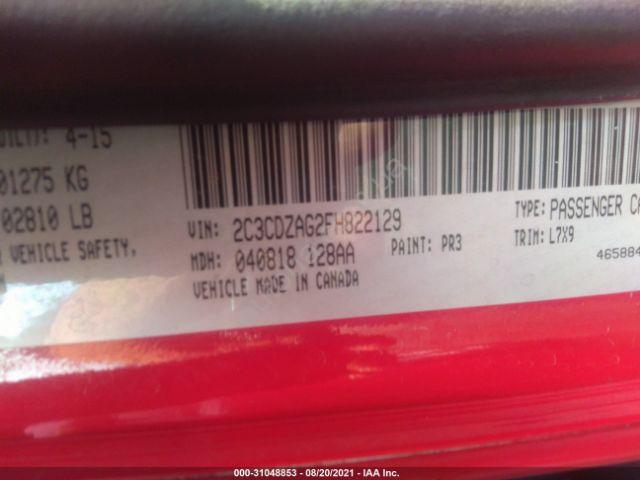 UILT: 4-15
01275 KG
02810 LB
VEHICLE SAFETY,
VIN: 2C3CDZAG2FH822129
MDH: 040818 128AA
PAINT: PR3
VEHICLE MADE IN CANADA
TYPE: PASSENGER CA
TRIM: L7X9
465884
000-31048853 - 08/20/2021 - IAA Inc.